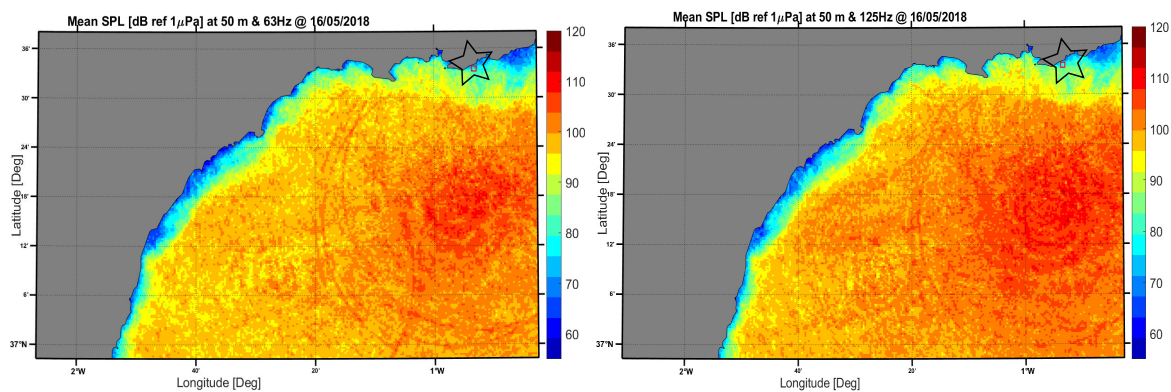 Mean SPL [dB ref 1μPa] at 50 m & 63Hz @ 16/05/2018
36'
30'
24'
18'
12'
6'
37°N
Latitude [Deg]
2°W
40'
20'
1°W
Longitude [Deg]
120
110
100
90
80
70
60
Mean SPL [dB ref 1μPa] at 50 m & 125Hz @ 16/05/2018
36'
30'
24'
18'
12'
6'
37°N
Latitude [Deg]
2°W
40'
20'
1°W
Longitude [Deg]
120
110
100
90
80
70
60